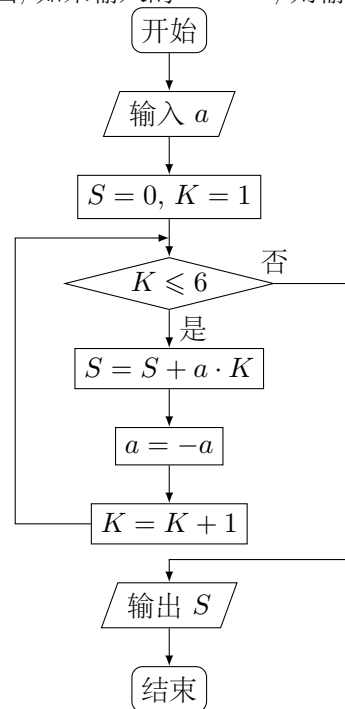 开始
输入 a
S = 0, K = 1
K ⩽ 6
否
是
S = S + a · K
a = −a
K = K + 1
输出 S
结束